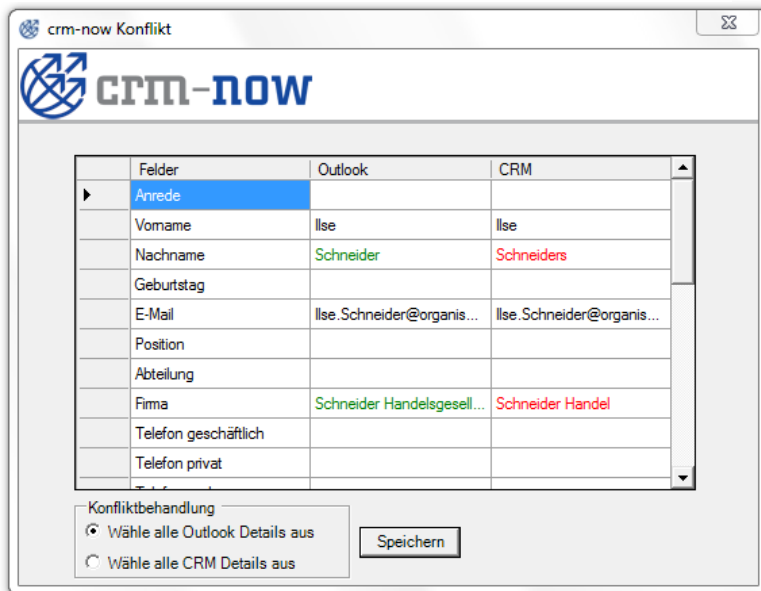 crm-now Konflikt
crm-now
Felder Outlook CRM
Anrede
Vorname Ilse Ilse
Nachname Schneider Schneiders
Geburtstag
E-Mail Ilse.Schneider@organis... Ilse.Schneider@organis...
Position
Abteilung
Firma Schneider Handelsgesell... Schneider Handel
Telefon geschäftlich
Telefon privat
Konfliktbehandlung
Wähle alle Outlook Details aus
Wähle alle CRM Details aus
Speichern